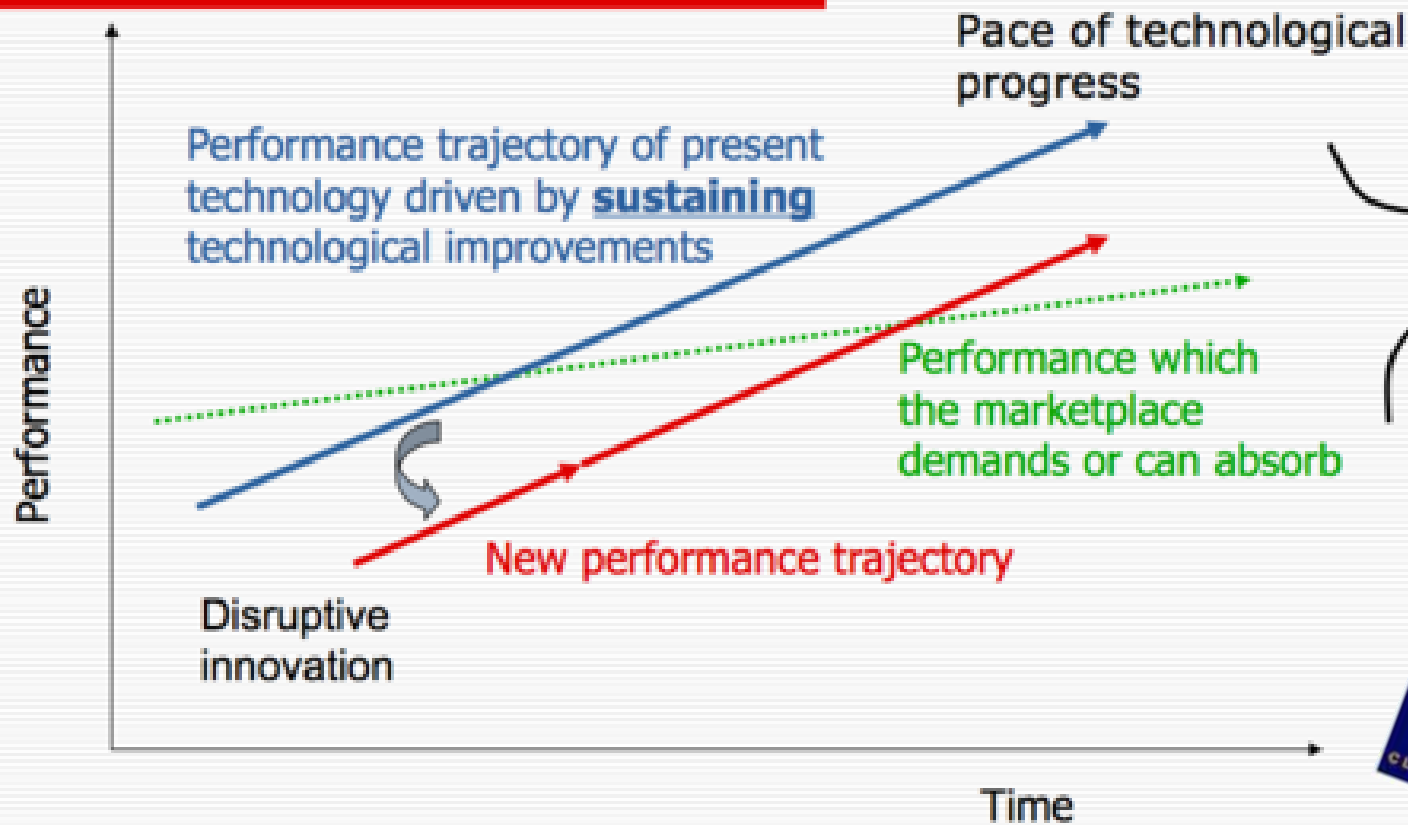 Pace of technological
progress
Performance trajectory of present
technology driven by sustaining
technological improvements
Performance
Performance which
the marketplace
demands or can absorb
New performance trajectory
Disruptive
innovation
Time